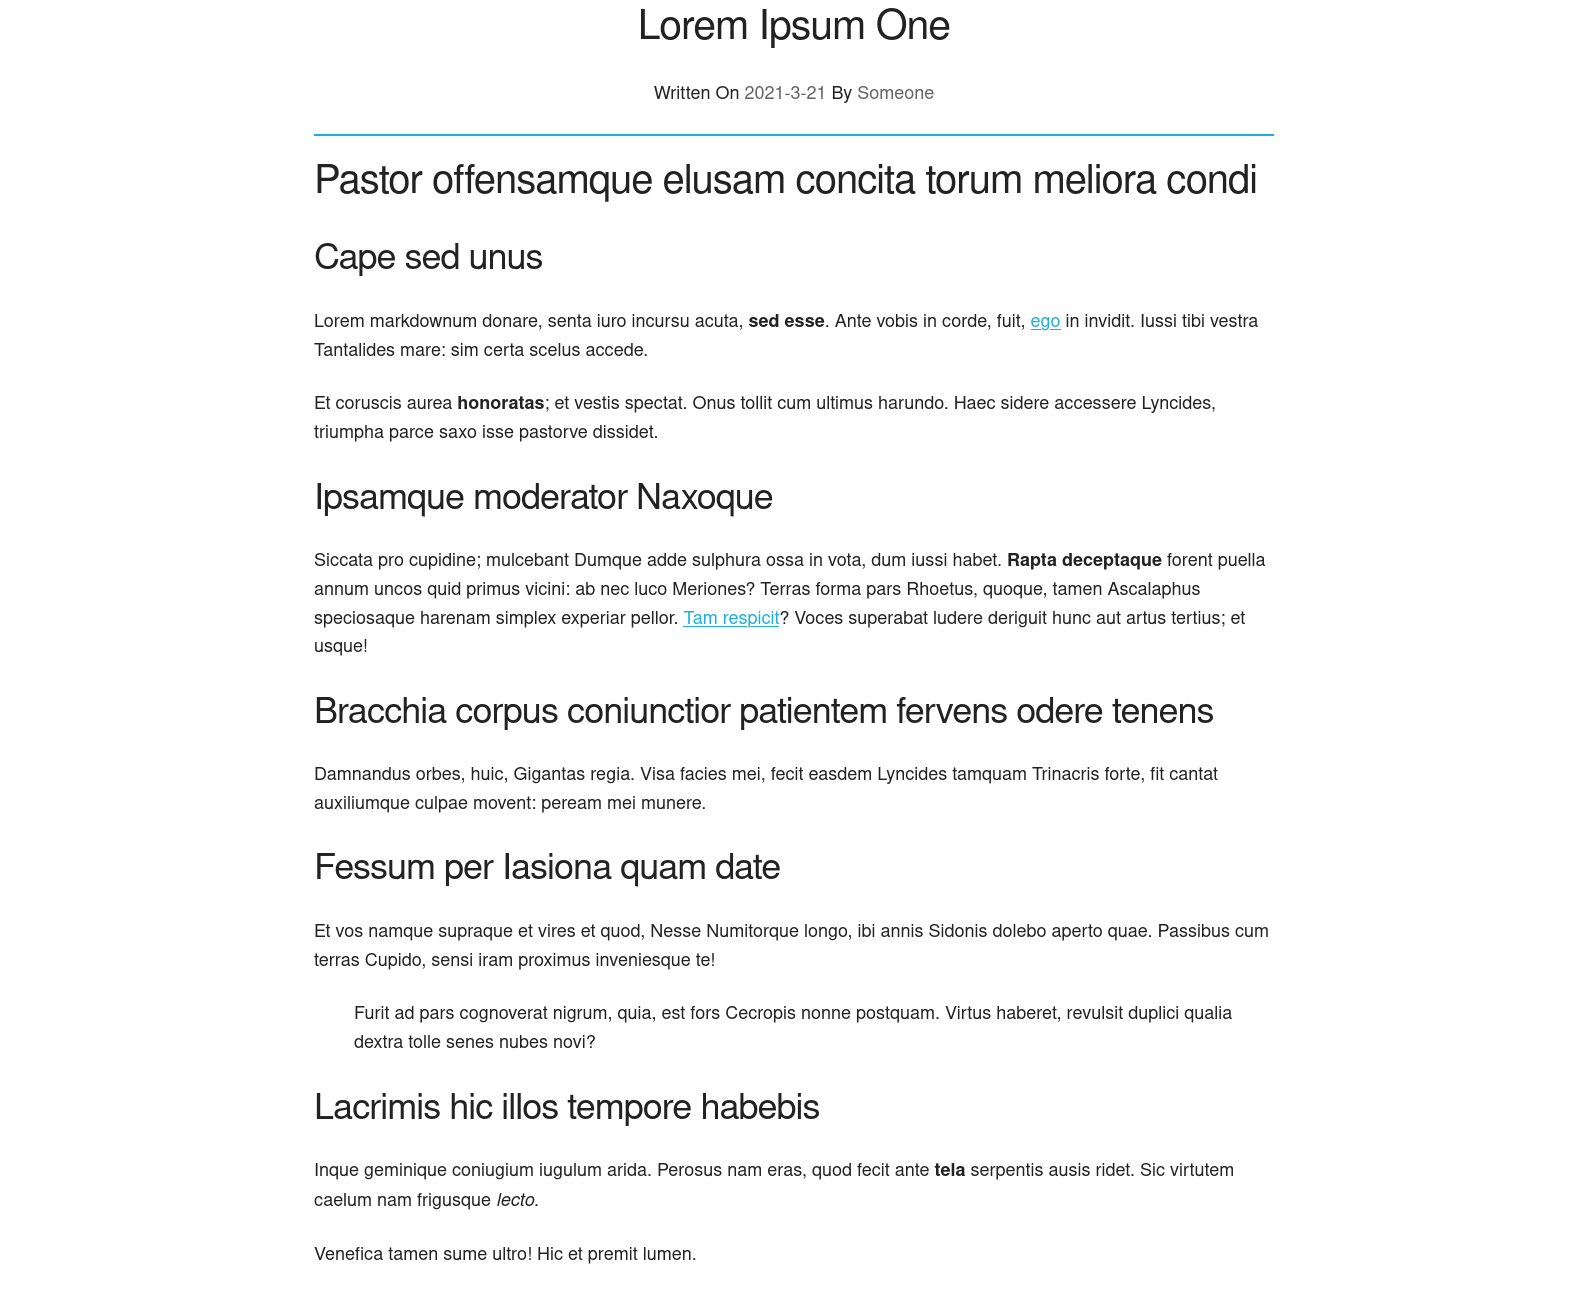 Lorem Ipsum One
Written On 2021-3-21 By Someone
Pastor offensamque elusam concita torum meliora condi
Cape sed unus
Lorem markdownum donare, senta iuro incursu acuta, sed esse. Ante vobis in corde, fuit, ego in invidit. Iussi tibi vestra
Tantalides mare: sim certa scelus accede.
Et coruscis aurea honoratas; et vestis spectat. Onus tollit cum ultimus harundo. Haec sidere accessere Lyncides,
triumpha parce saxo isse pastorve dissidet.
Ipsamque moderator Naxoque
Siccata pro cupidine; mulcebant Dumque adde sulphura ossa in vota, dum iussi habet. Rapta deceptaque forent puella
annum uncos quid primus vicini: ab nec luco Meriones? Terras forma pars Rhoetus, quoque, tamen Ascalaphus
speciosaque harenam simplex experiar pellor. Tam respicit? Voces superabat ludere deriguit hunc aut artus tertius; et
usque!
Bracchia corpus coniunctior patientem fervens odere tenens
Damnandus orbes, huic, Gigantas regia. Visa facies mei, fecit easdem Lyncides tamquam Trinacris forte, fit cantat
auxiliumque culpae movent: peream mei munere.
Fessum per Iasiona quam date
Et vos namque supraque et vires et quod, Nesse Numitorque longo, ibi annis Sidonis dolebo aperto quae. Passibus cum
terras Cupido, sensi iram proximus inveniesque te!
Furit ad pars cognoverat nigrum, quia, est fors Cecropis nonne postquam. Virtus haberet, revulsit duplici qualia
dextra tolle senes nubes novi?
Lacrimis hic illos tempore habebis
Inque geminique coniugium iugulum arida. Perosus nam eras, quod fecit ante tela serpentis ausis ridet. Sic virtutem
caelum nam frigusque lecto.
Venefica tamen sume ultro! Hic et premit lumen.